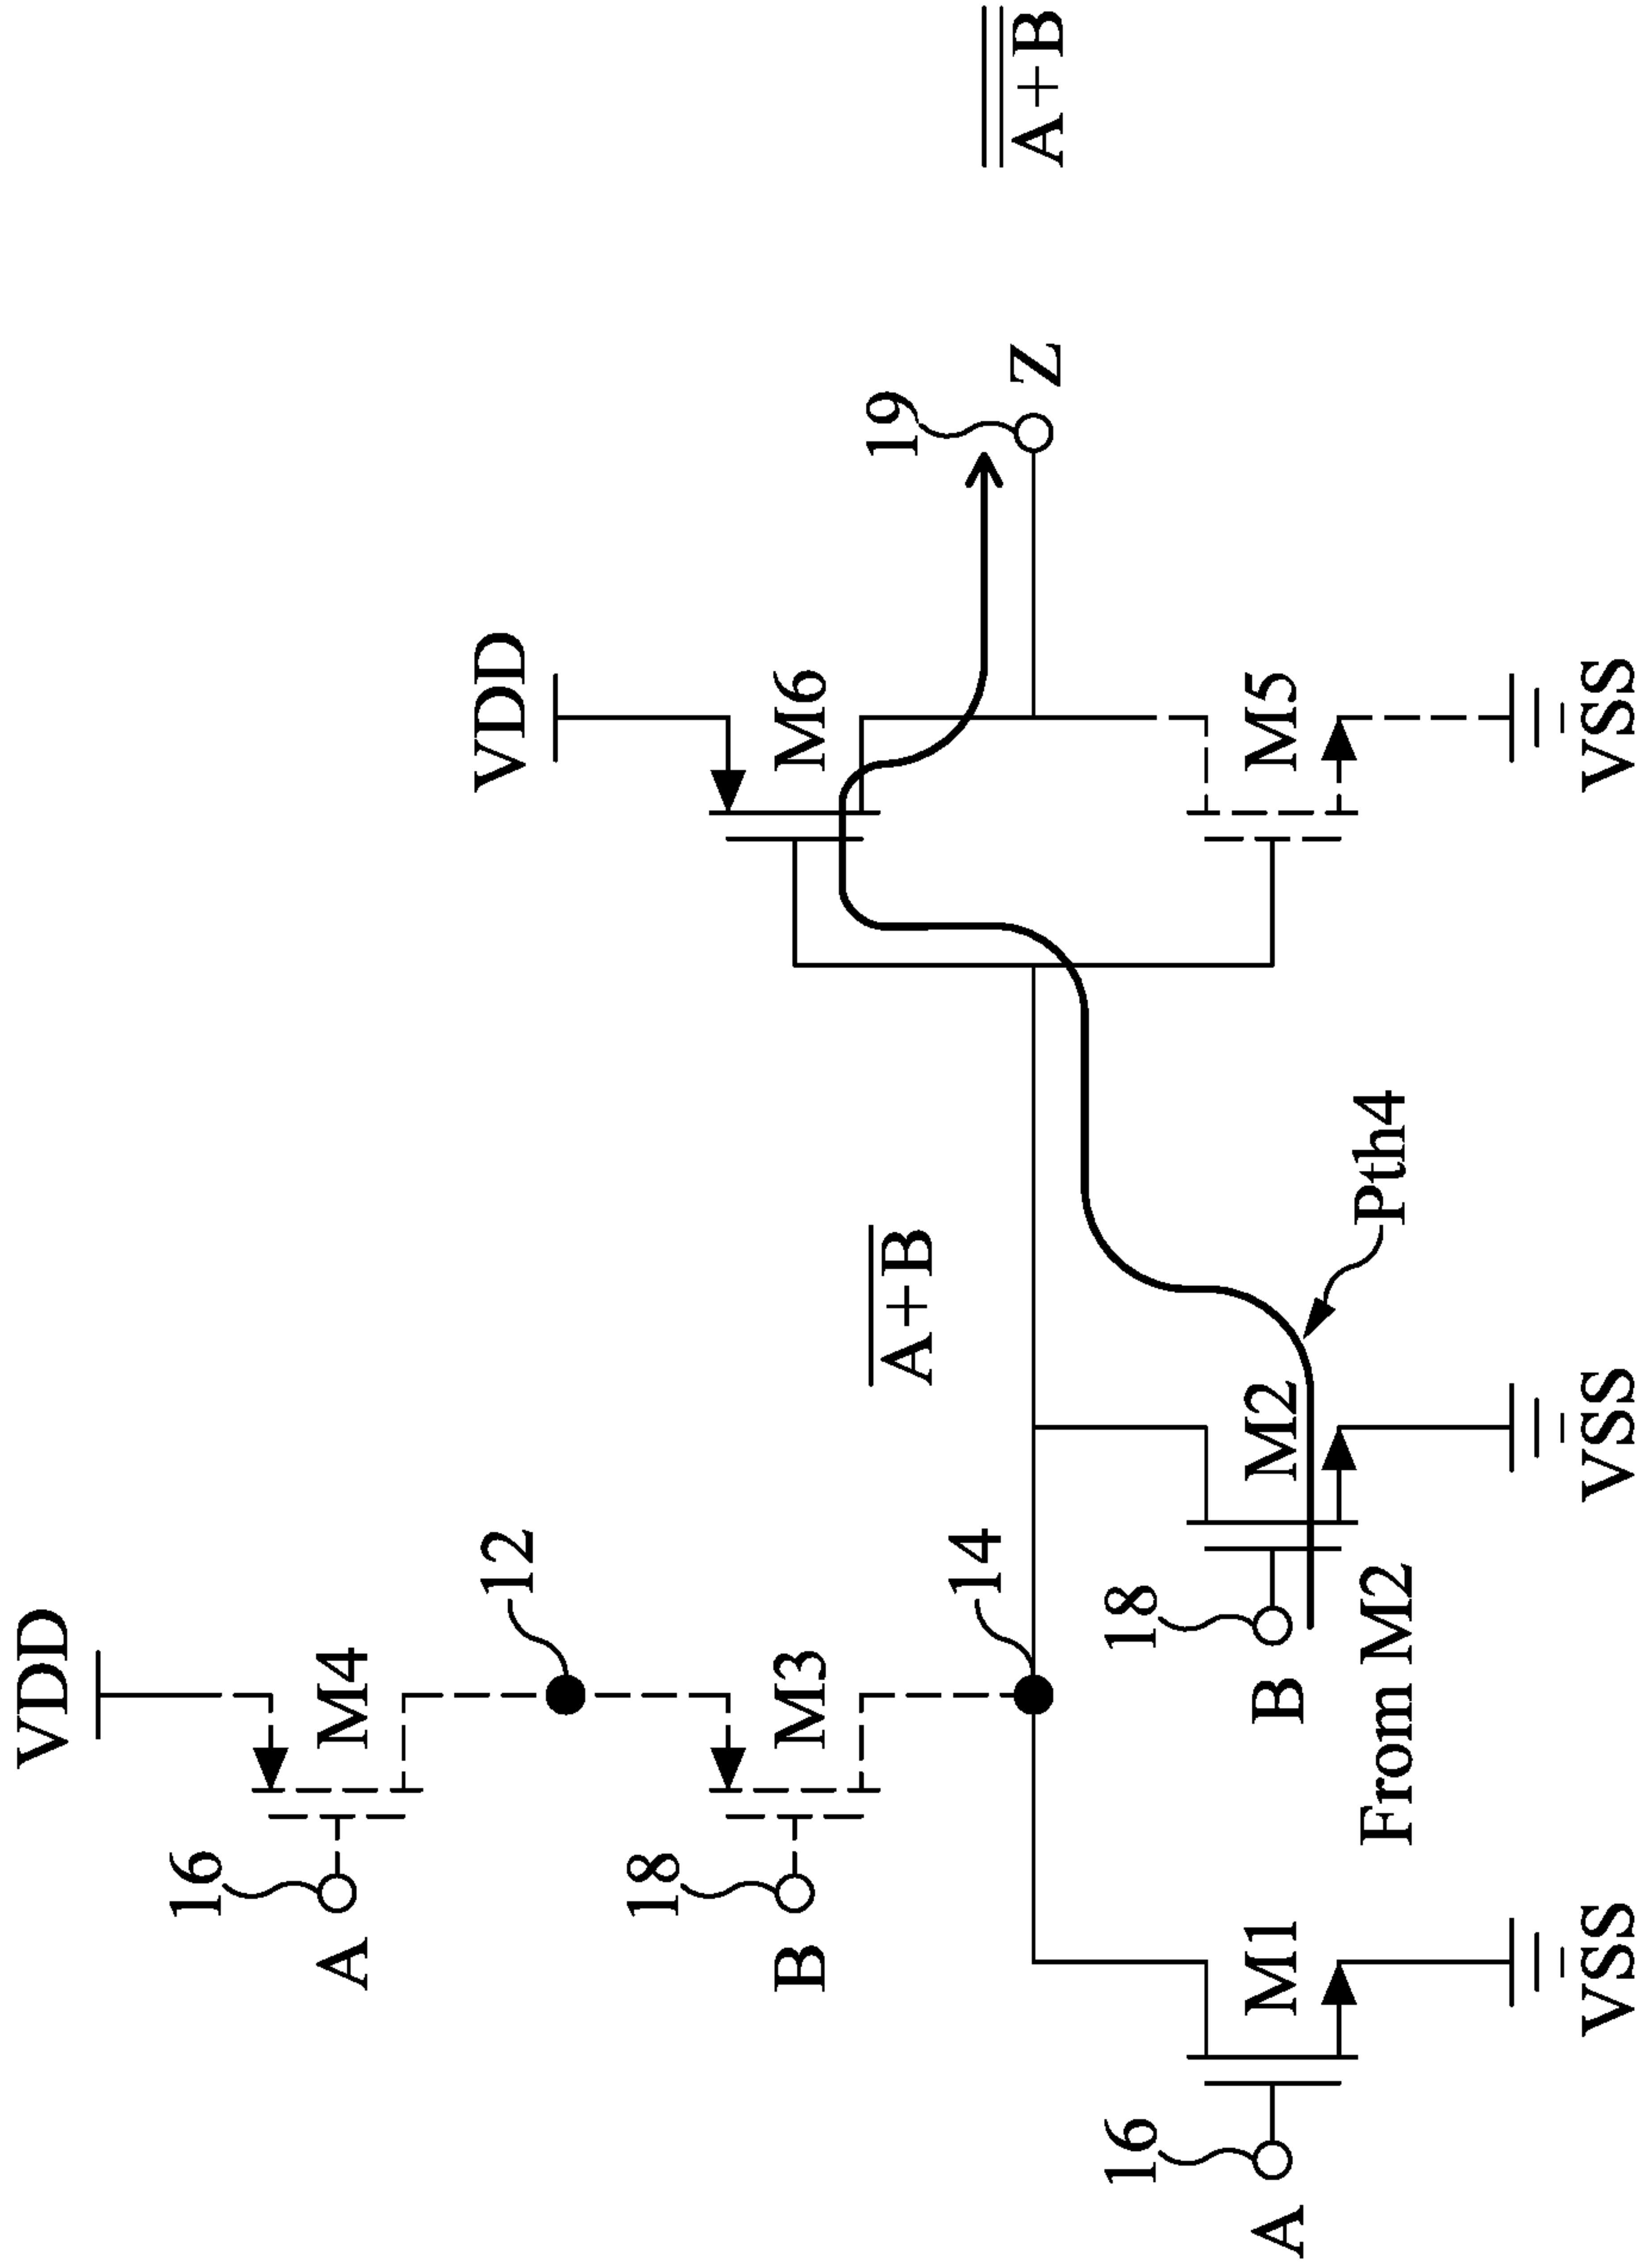 VDD
16
A
M4
12
18
B
M3
14
A+B
16
A
M1
VSS
18
B
M2
From M2
VSS
Pth4
VDD
M6
19
Z
A+B
M5
VSS